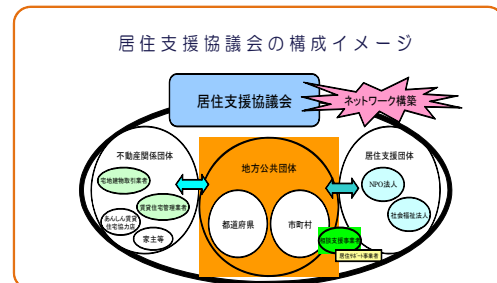 居住支援協議会の構成イメージ
居住支援協議会
ネットワーク構築
不動産関係団体
宅地建物取引業者
賃貸住宅管理業者
あんしん賃貸
住宅協力店
家主等
地方公共団体
都道府県
市町村
居住支援団体
NPO法人
社会福祉法人
相談支援事業者
居住サポート事業者